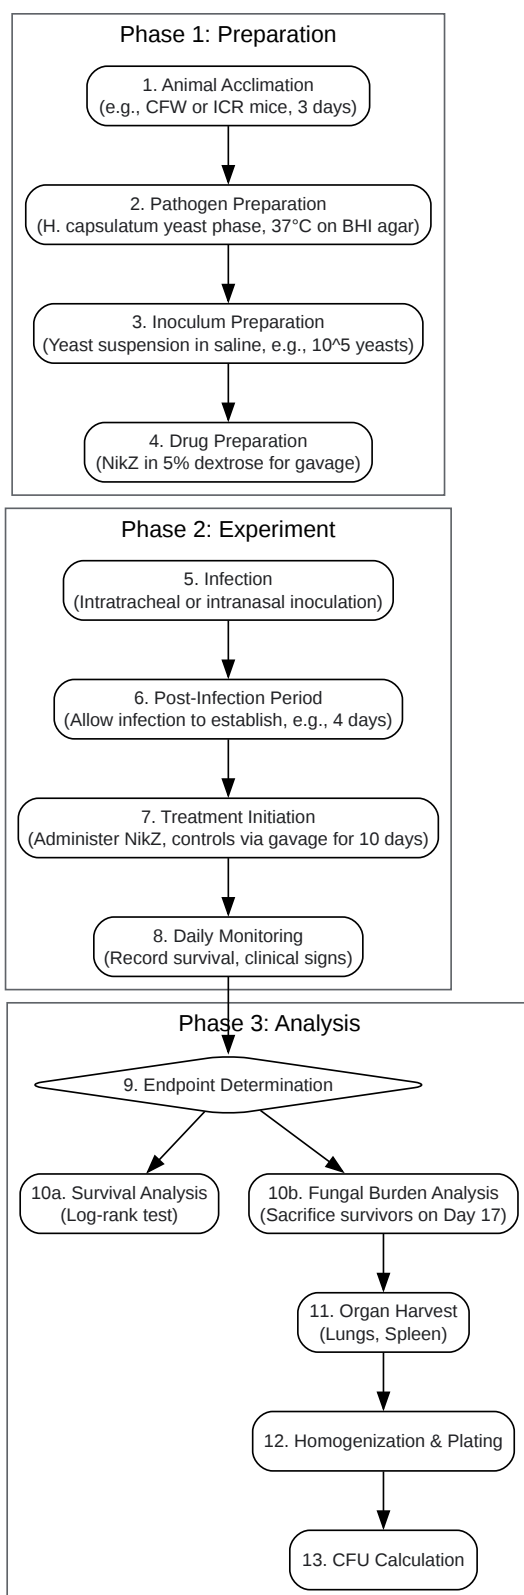 Phase 1: Preparation
1. Animal Acclimation
(e.g., CFW or ICR mice, 3 days)
2. Pathogen Preparation
(H. capsulatum yeast phase, 37°C on BHI agar)
3. Inoculum Preparation
(Yeast suspension in saline, e.g., 10^5 yeasts)
4. Drug Preparation
(NikZ in 5% dextrose for gavage)
Phase 2: Experiment
5. Infection
(Intratracheal or intranasal inoculation)
6. Post-Infection Period
(Allow infection to establish, e.g., 4 days)
7. Treatment Initiation
(Administer NikZ, controls via gavage for 10 days)
8. Daily Monitoring
(Record survival, clinical signs)
Phase 3: Analysis
9. Endpoint Determination
10a. Survival Analysis
(Log-rank test)
10b. Fungal Burden Analysis
(Sacrifice survivors on Day 17)
11. Organ Harvest
(Lungs, Spleen)
12. Homogenization & Plating
13. CFU Calculation